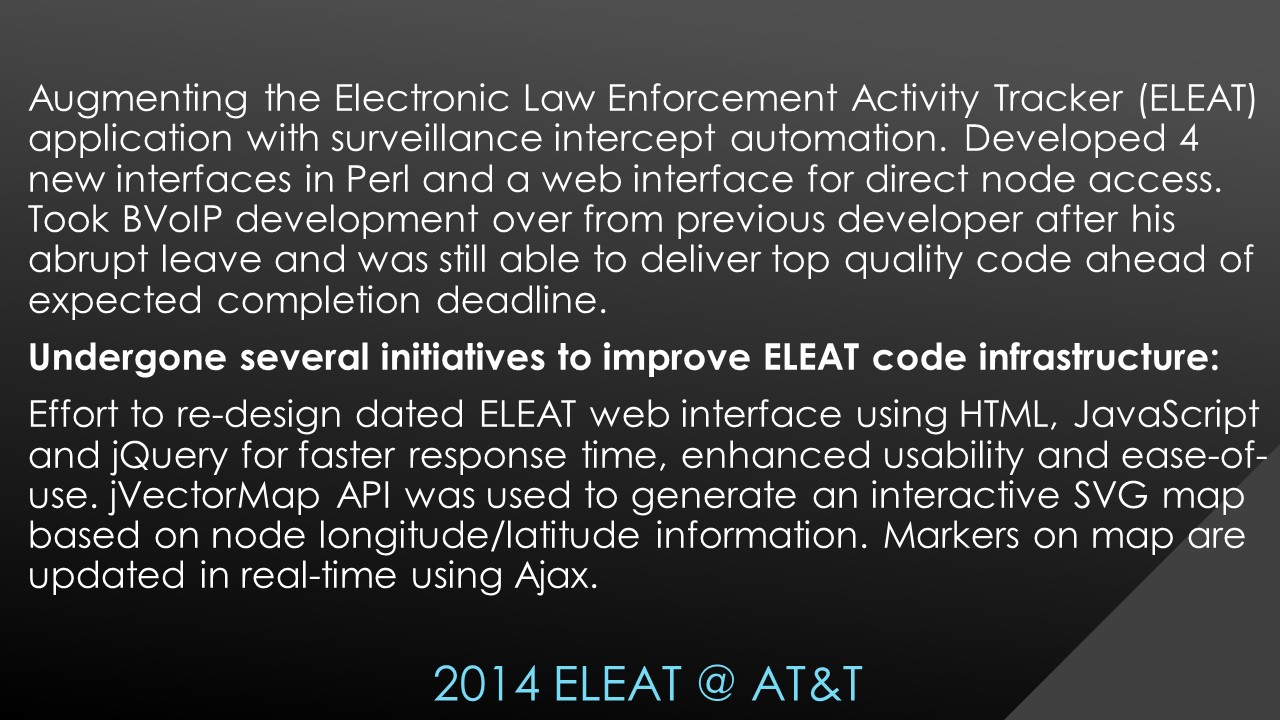 Augmenting the Electronic Law Enforcement Activity Tracker (ELEAT)
application with surveillance intercept automation. Developed 4
new interfaces in Perl and a web interface for direct node access.
Took BVoIP development over from previous developer after his
abrupt leave and was still able to deliver top quality code ahead of
expected completion deadline.
Undergone several initiatives to improve ELEAT code infrastructure:
Effort to re-design dated ELEAT web interface using HTML, JavaScript
and jQuery for faster response time, enhanced usability and ease-of-
use. jVectorMap API was used to generate an interactive SVG map
based on node longitude/latitude information. Markers on map are
updated in real-time using Ajax.
2014 ELEAT @ AT&T